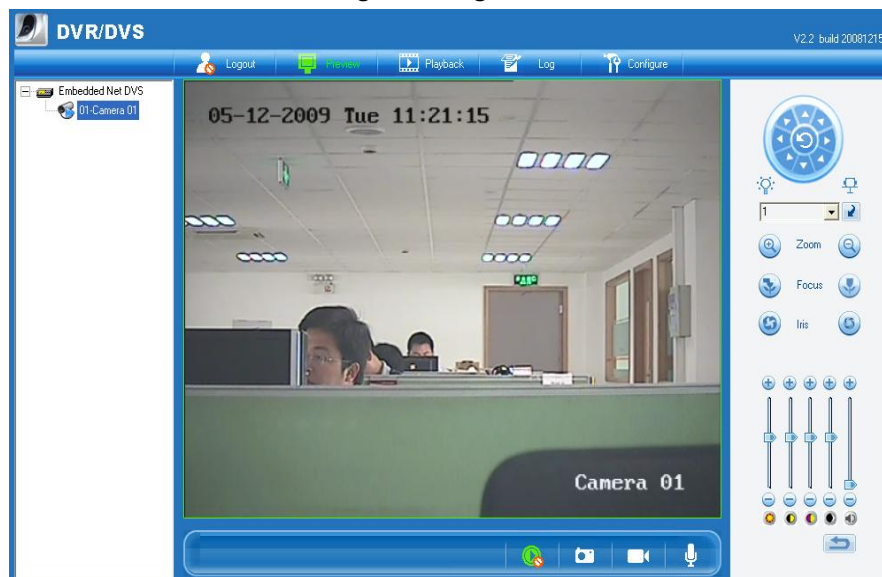 DVR/DVS
V2.2 build 20081215
Logout
Preview
Playback
Log
Configure
Embedded Net DVS
01-Camera 01
05-12-2009 Tue 11:21:15
1
Zoom
Focus
Iris
Camera 01